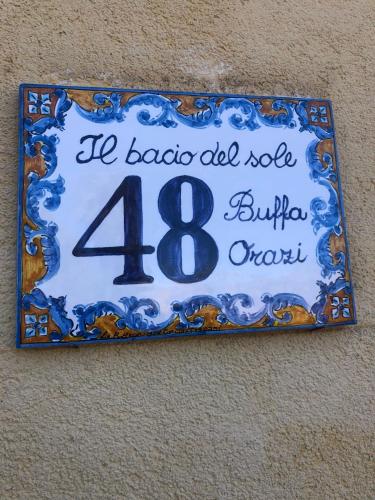 Il bacio del sole
48
Buffa
Orazi